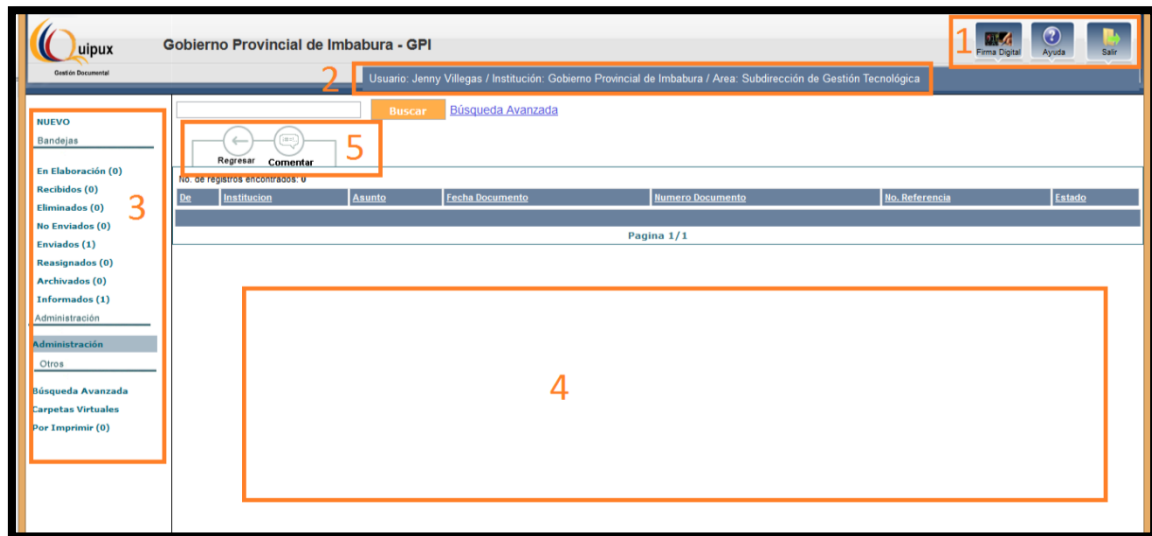 Quipux
Gestión Documental
Gobierno Provincial de Imbabura - GPI
1
Firma Digital
Ayuda
Salir
2
Usuario: Jenny Villegas / Institución: Gobierno Provincial de Imbabura / Area: Subdirección de Gestión Tecnológica
Buscar
Búsqueda Avanzada
NUEVO
Bandejas
En Elaboración (0)
Recibidos (0)
Eliminados (0)
No Enviados (0)
Enviados (1)
Reasignados (0)
Archivados (0)
Informados (1)
Administración
Administración
Otros
Búsqueda Avanzada
Carpetas Virtuales
Por Imprimir (0)
3
Regresar
Comentar
5
No. de registros encontrados: 0
De Institucion Asunto Fecha Documento Numero Documento No. Referencia Estado
Pagina 1/1
4